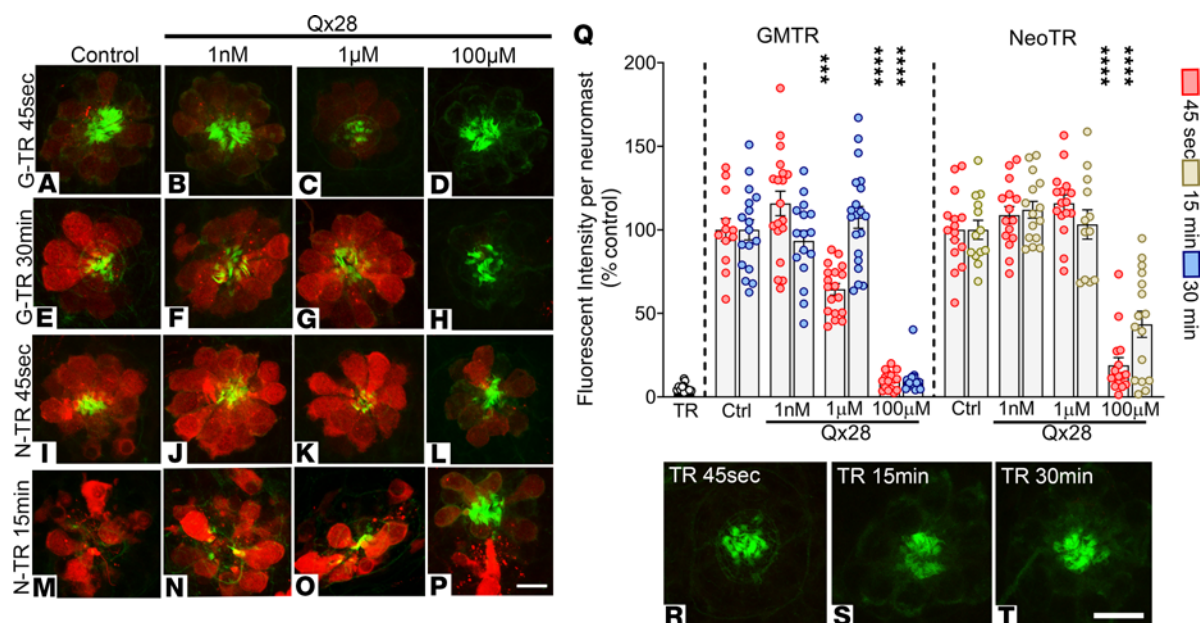 Qx28
Control
1nM
1µM
100µM
G-TR 45sec
A
B
C
D
G-TR 30min
E
F
G
H
N-TR 45sec
I
J
K
L
N-TR 15min
M
N
O
P
Q
GMTR
NeoTR
***
****
****
****
****
Fluorescent Intensity per neuromast
(% control)
200
150
100
50
0
TR
Ctrl
1nM
1µM
100µM
Ctrl
1nM
1µM
100µM
Qx28
Qx28
45 sec
15 min
30 min
TR 45sec
TR 15min
TR 30min
R
S
T